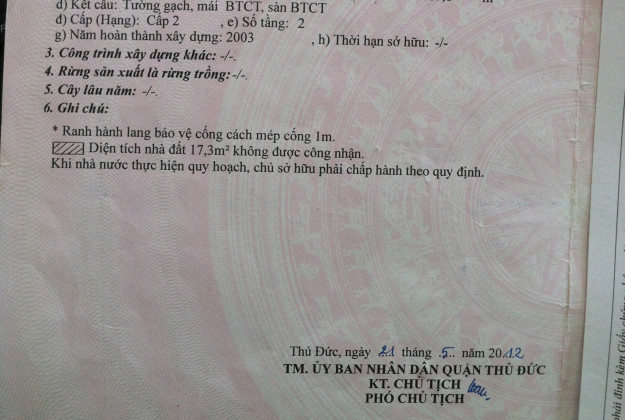 d) Kết cấu: Tường gạch, mái BTCT, sàn BTCT
đ) Cấp (Hạng): Cấp 2 , e) Số tầng: 2
g) Năm hoàn thành xây dựng: 2003 , h) Thời hạn sở hữu: -/-
3. Công trình xây dựng khác: -/-.
4. Rừng sản xuất là rừng trồng: -/-.
5. Cây lâu năm: -/-.
6. Ghi chú:
* Ranh hành lang bảo vệ cống cách mép cống 1m.
Diện tích nhà đất 17,3m² không được công nhận.
Khi nhà nước thực hiện quy hoạch, chủ sở hữu phải chấp hành theo quy định.
Thủ Đức, ngày 21 tháng 5 năm 2012
TM. ỦY BAN NHÂN DÂN QUẬN THỦ ĐỨC
KT. CHỦ TỊCH
PHÓ CHỦ TỊCH
phải đính kèm Giấy chứng